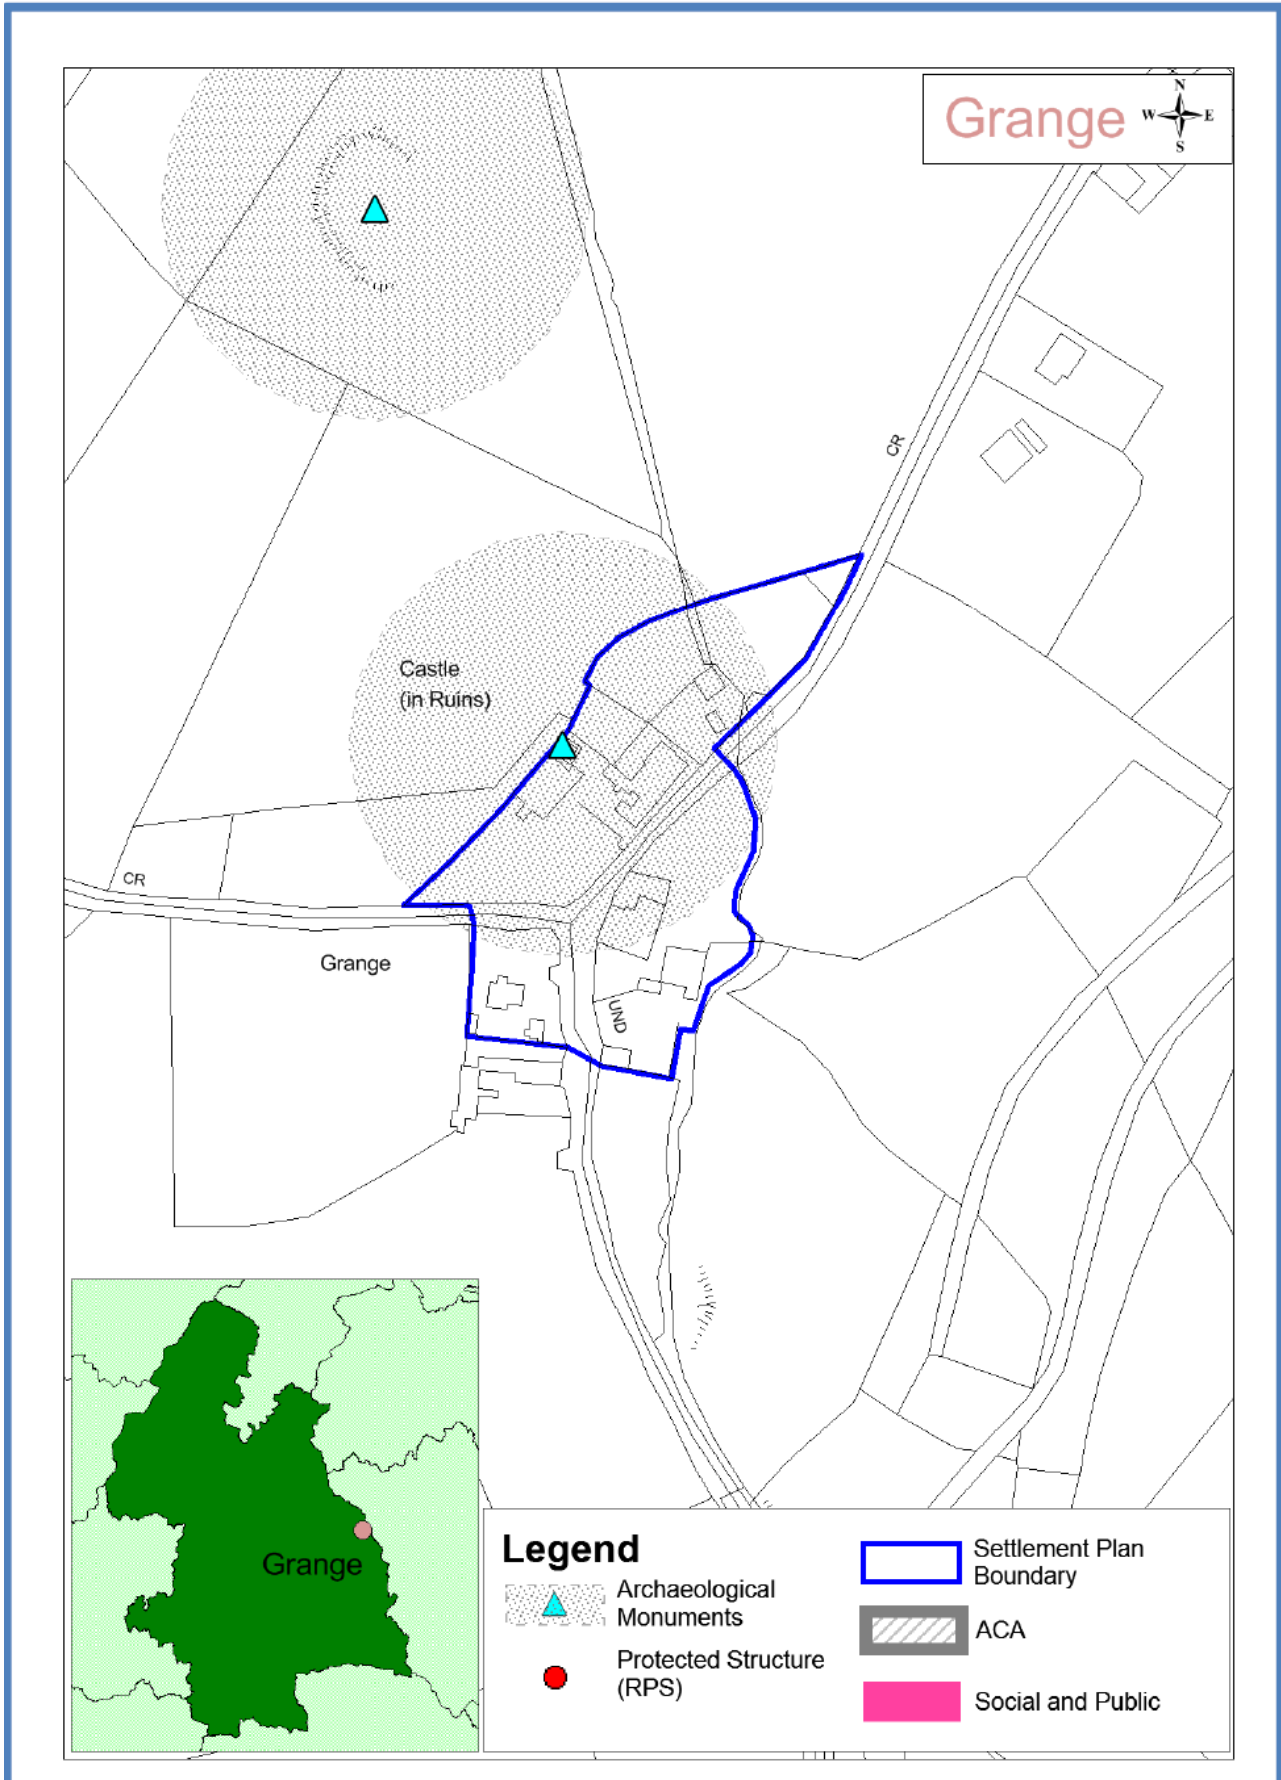 Grange
N
W E
S
CR
Castle
(in Ruins)
CR
Grange
UND
Grange
Legend
Archaeological
Monuments
Protected Structure
(RPS)
Settlement Plan
Boundary
ACA
Social and Public